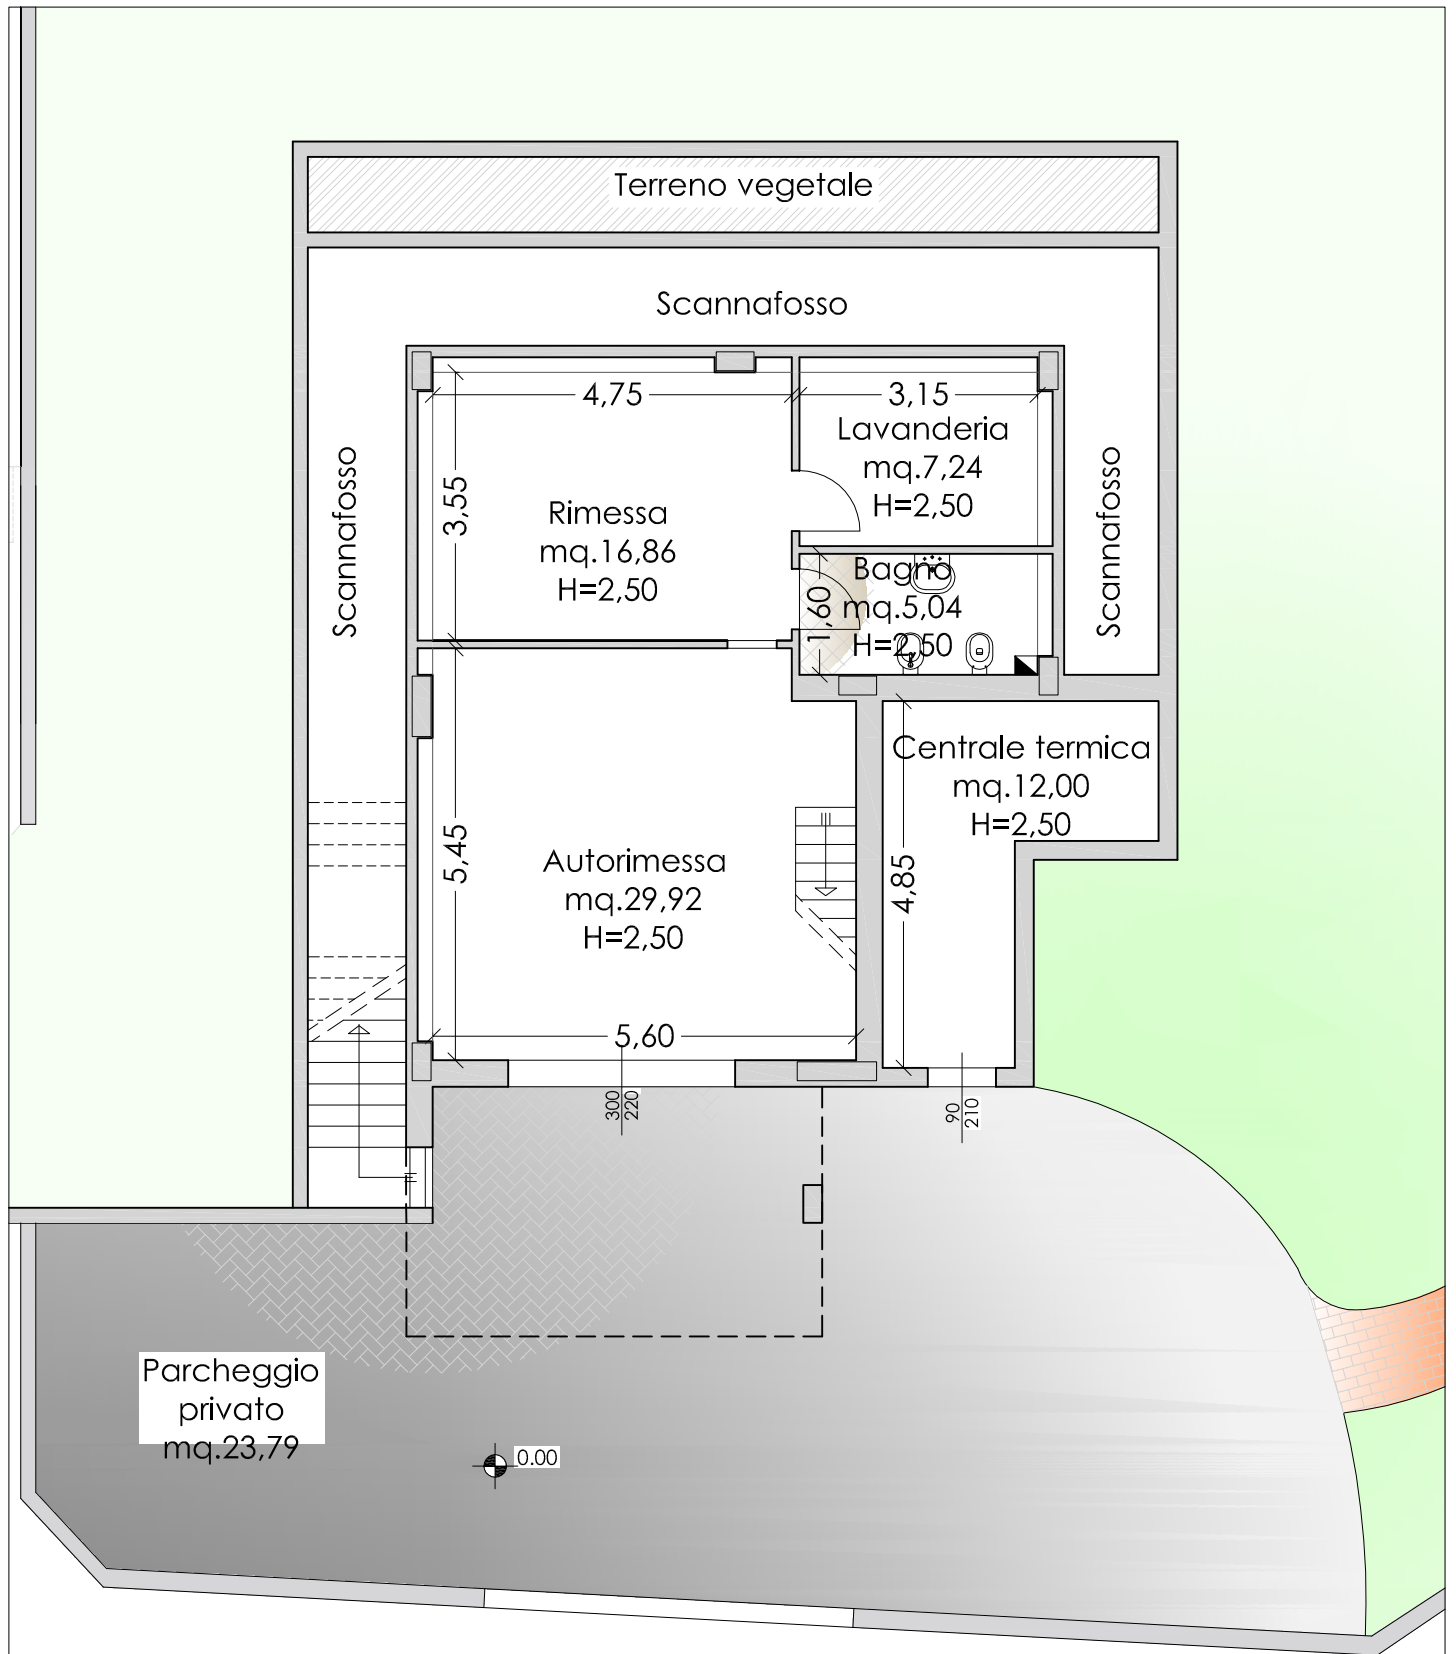 Terreno vegetale
Scannafosso
4,75
3,15
Lavanderia
mq.7,24
H=2,50
Scannafosso
3,55
Rimessa
mq.16,86
H=2,50
Scannafosso
1,60
Bagno
mq.5,04
H=2,50
Centrale termica
mq.12,00
H=2,50
5,45
Autorimessa
mq.29,92
H=2,50
4,85
5,60
300
220
90
210
Parcheggio
privato
mq.23,79
0.00